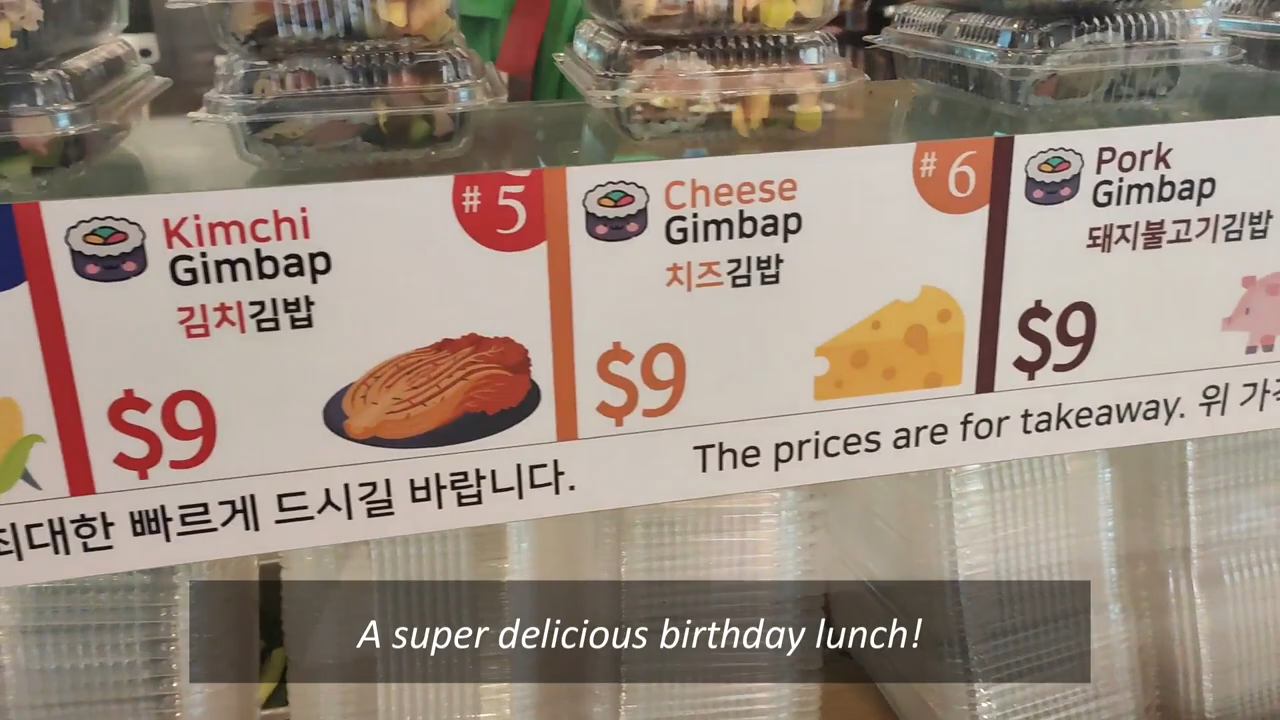 Kimchi
Gimbap
김치김밥
$9
#5
Cheese
Gimbap
치즈김밥
$9
#6
Pork
Gimbap
돼지불고기김밥
$9
최대한 빠르게 드시길 바랍니다.
The prices are for takeaway. 위
A super delicious birthday lunch!